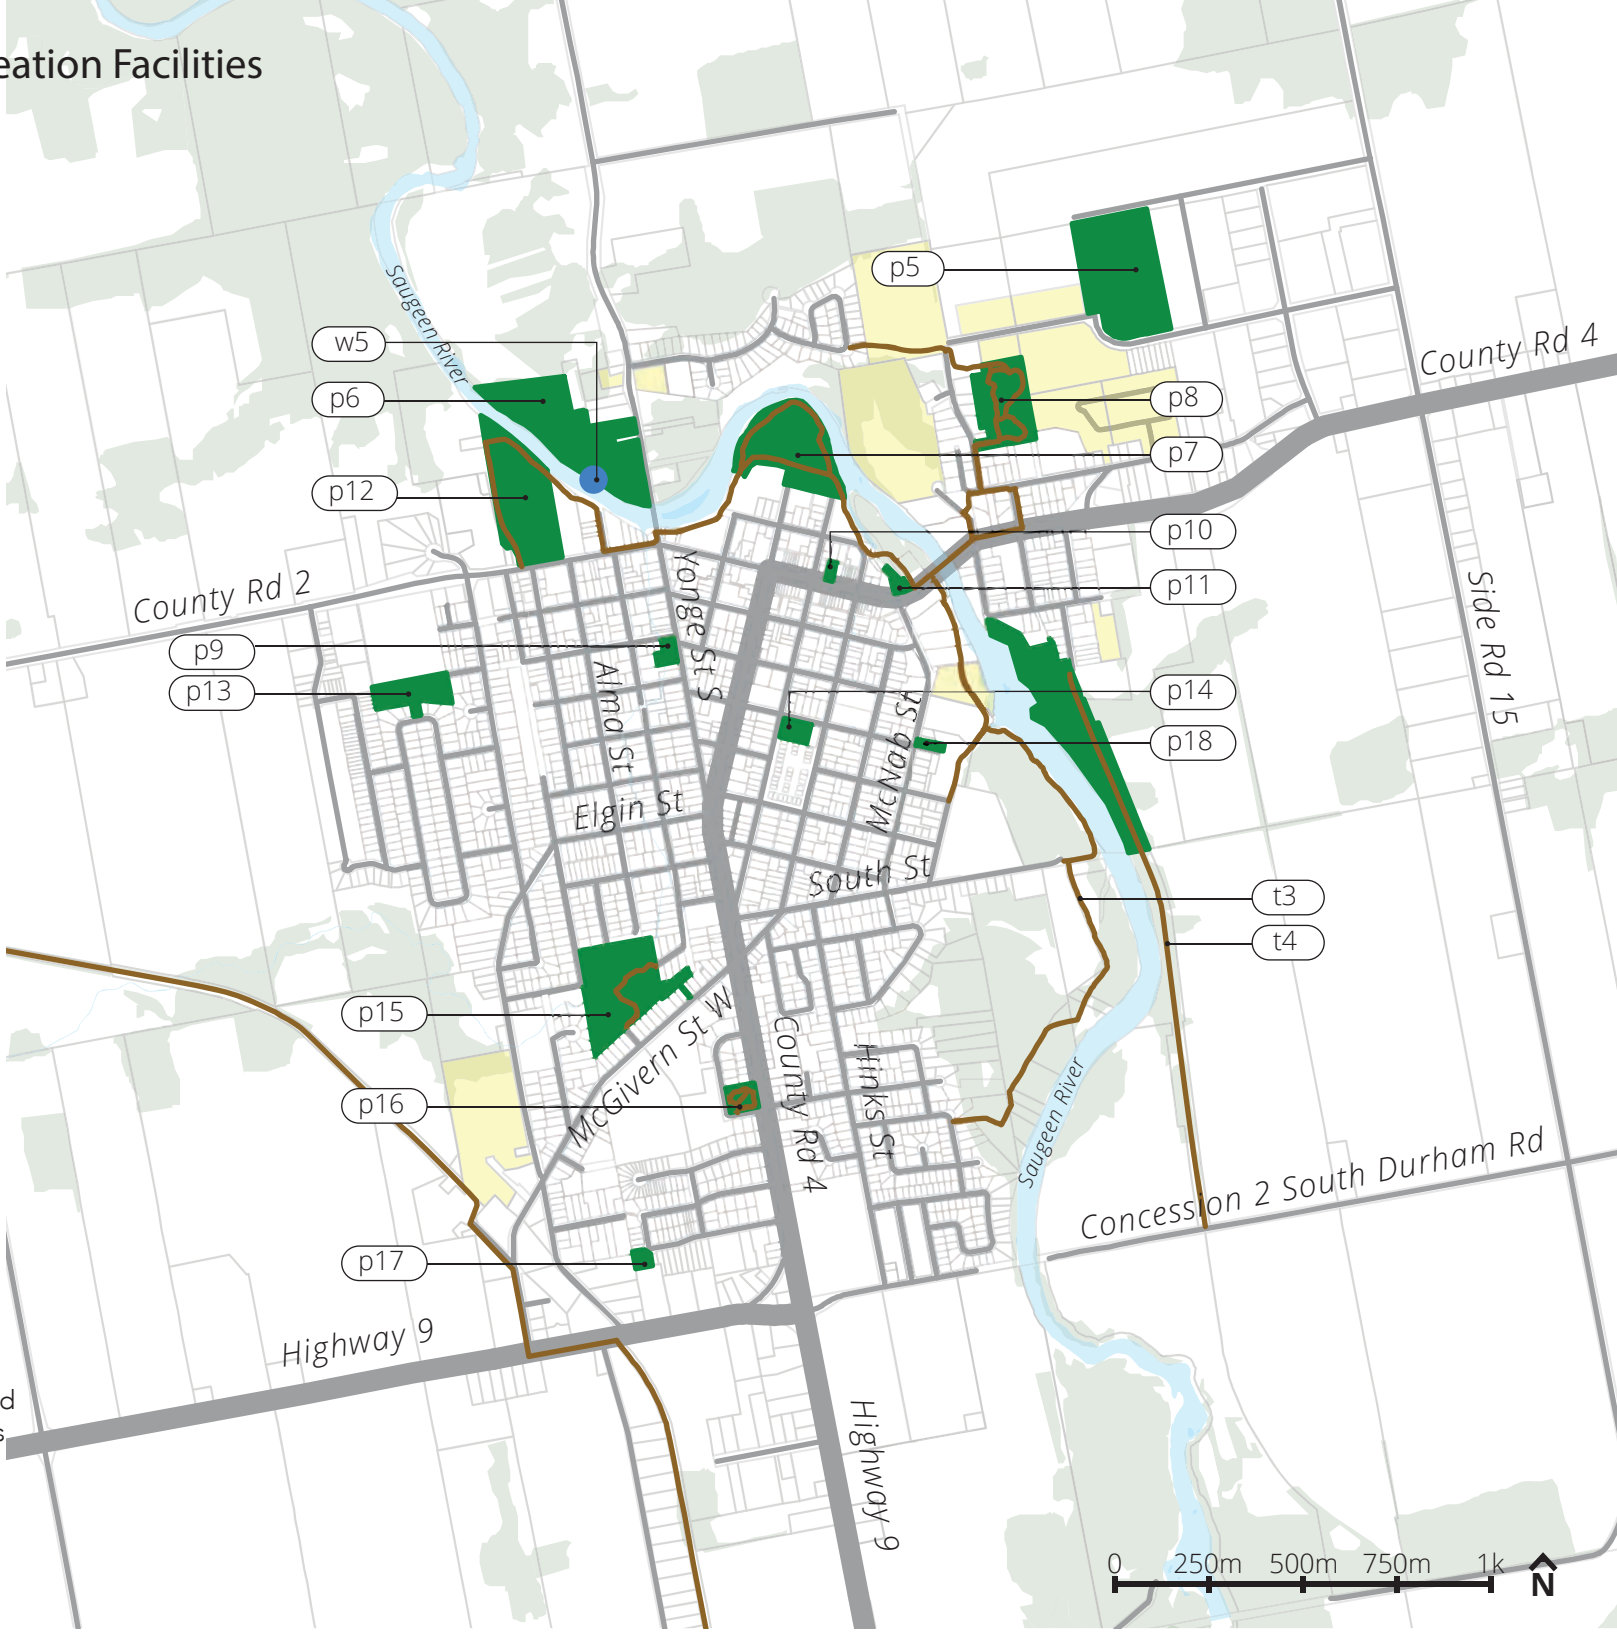 eation Facilities
p5
Saugeen River
w5
County Rd 4
p6
p8
p7
p12
p10
p11
County Rd 2
Yonge St S
Side Rd 15
p9
p13
Alma St
p14
McNab St
p18
Elgin St
South St
t3
t4
p15
McGivern St W
County Rd 4
Hinks St
p16
Saugeen River
Concession 2 South Durham Rd
p17
Highway 9
d
s
Highway 9
0 250m 500m 750m 1k
N